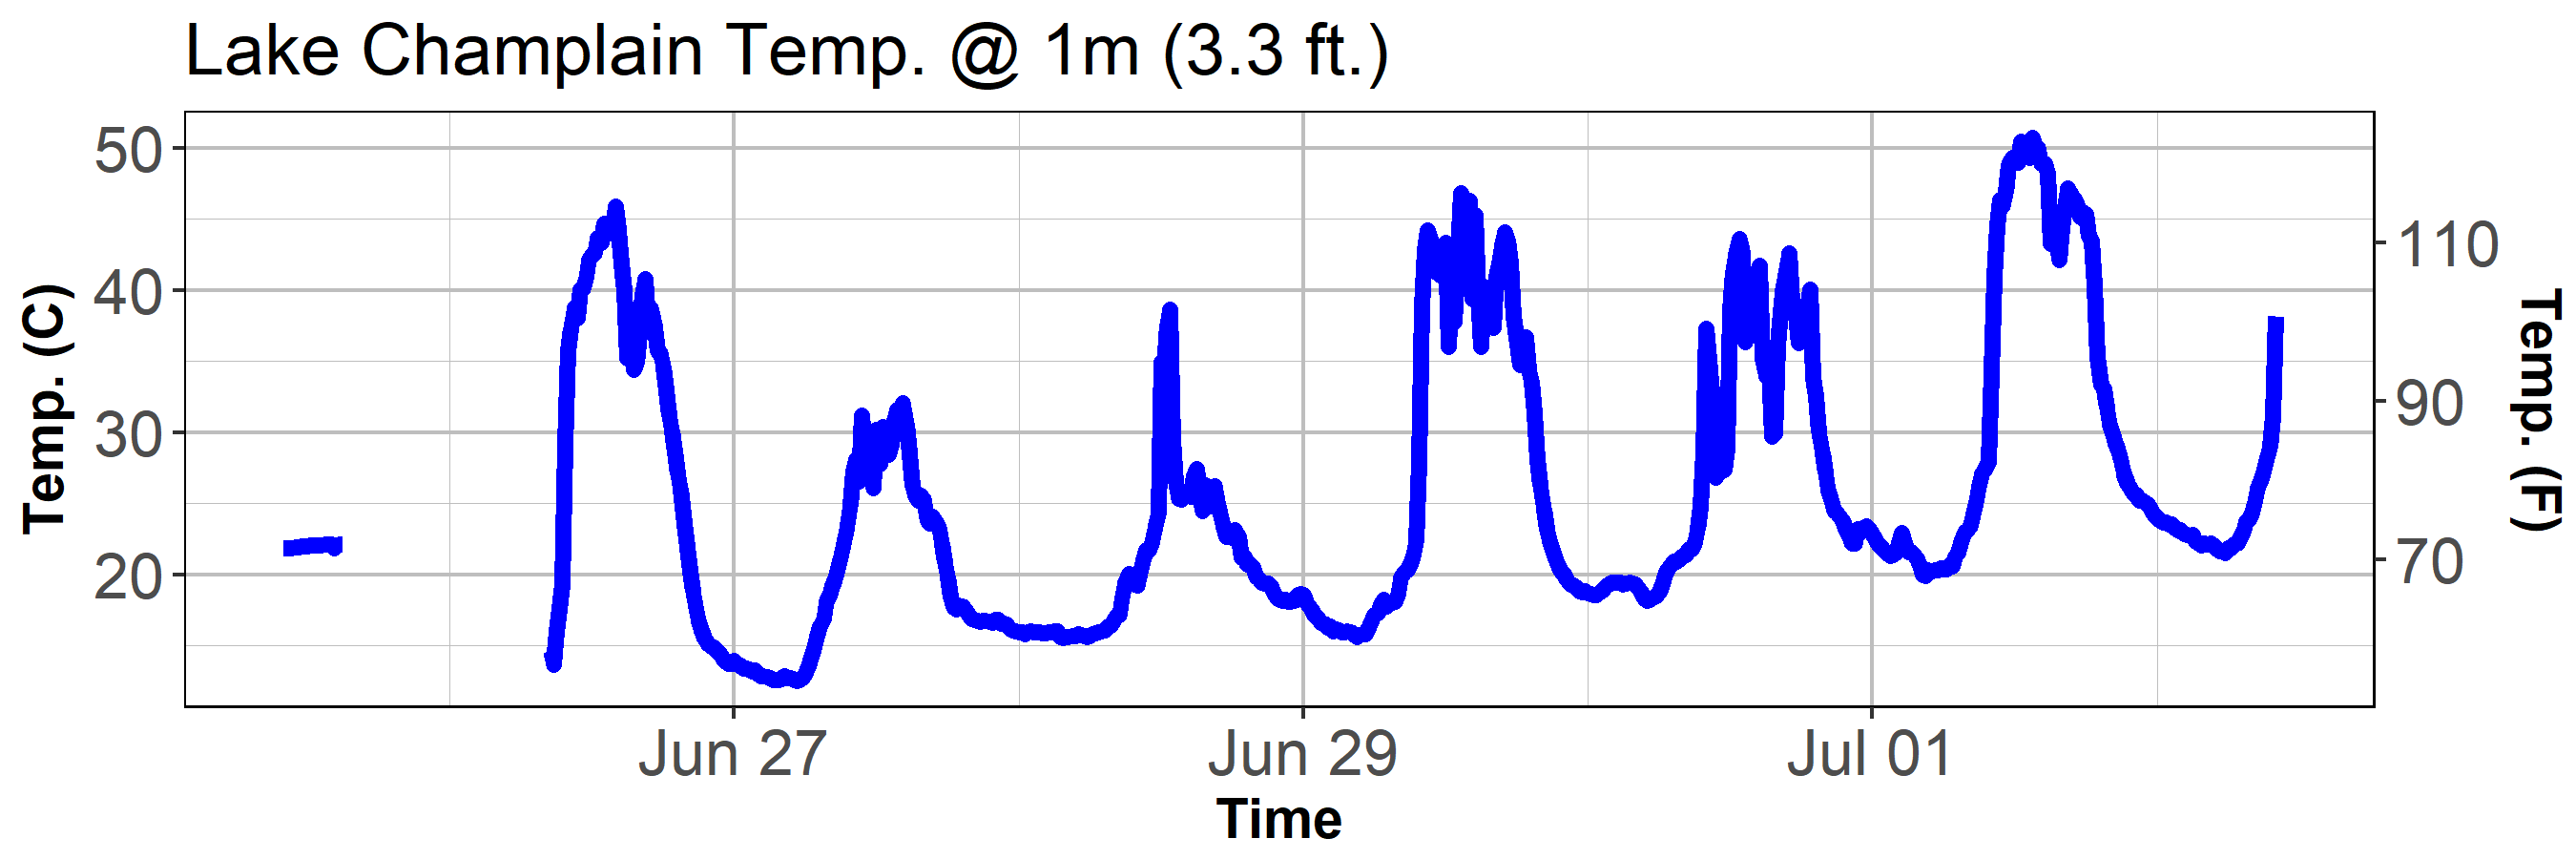 Lake Champlain Temp. @ 1m (3.3 ft.)
Temp. (C)
50
40
30
20
110
90
70
Temp. (F)
Jun 27 Jun 29 Jul 01
Time